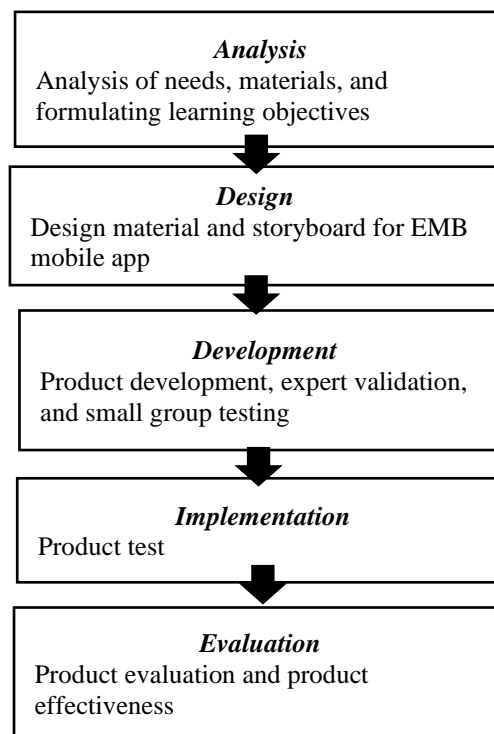 Analysis
Analysis of needs, materials, and
formulating learning objectives
Design
Design material and storyboard for EMB
mobile app
Development
Product development, expert validation,
and small group testing
Implementation
Product test
Evaluation
Product evaluation and product
effectiveness